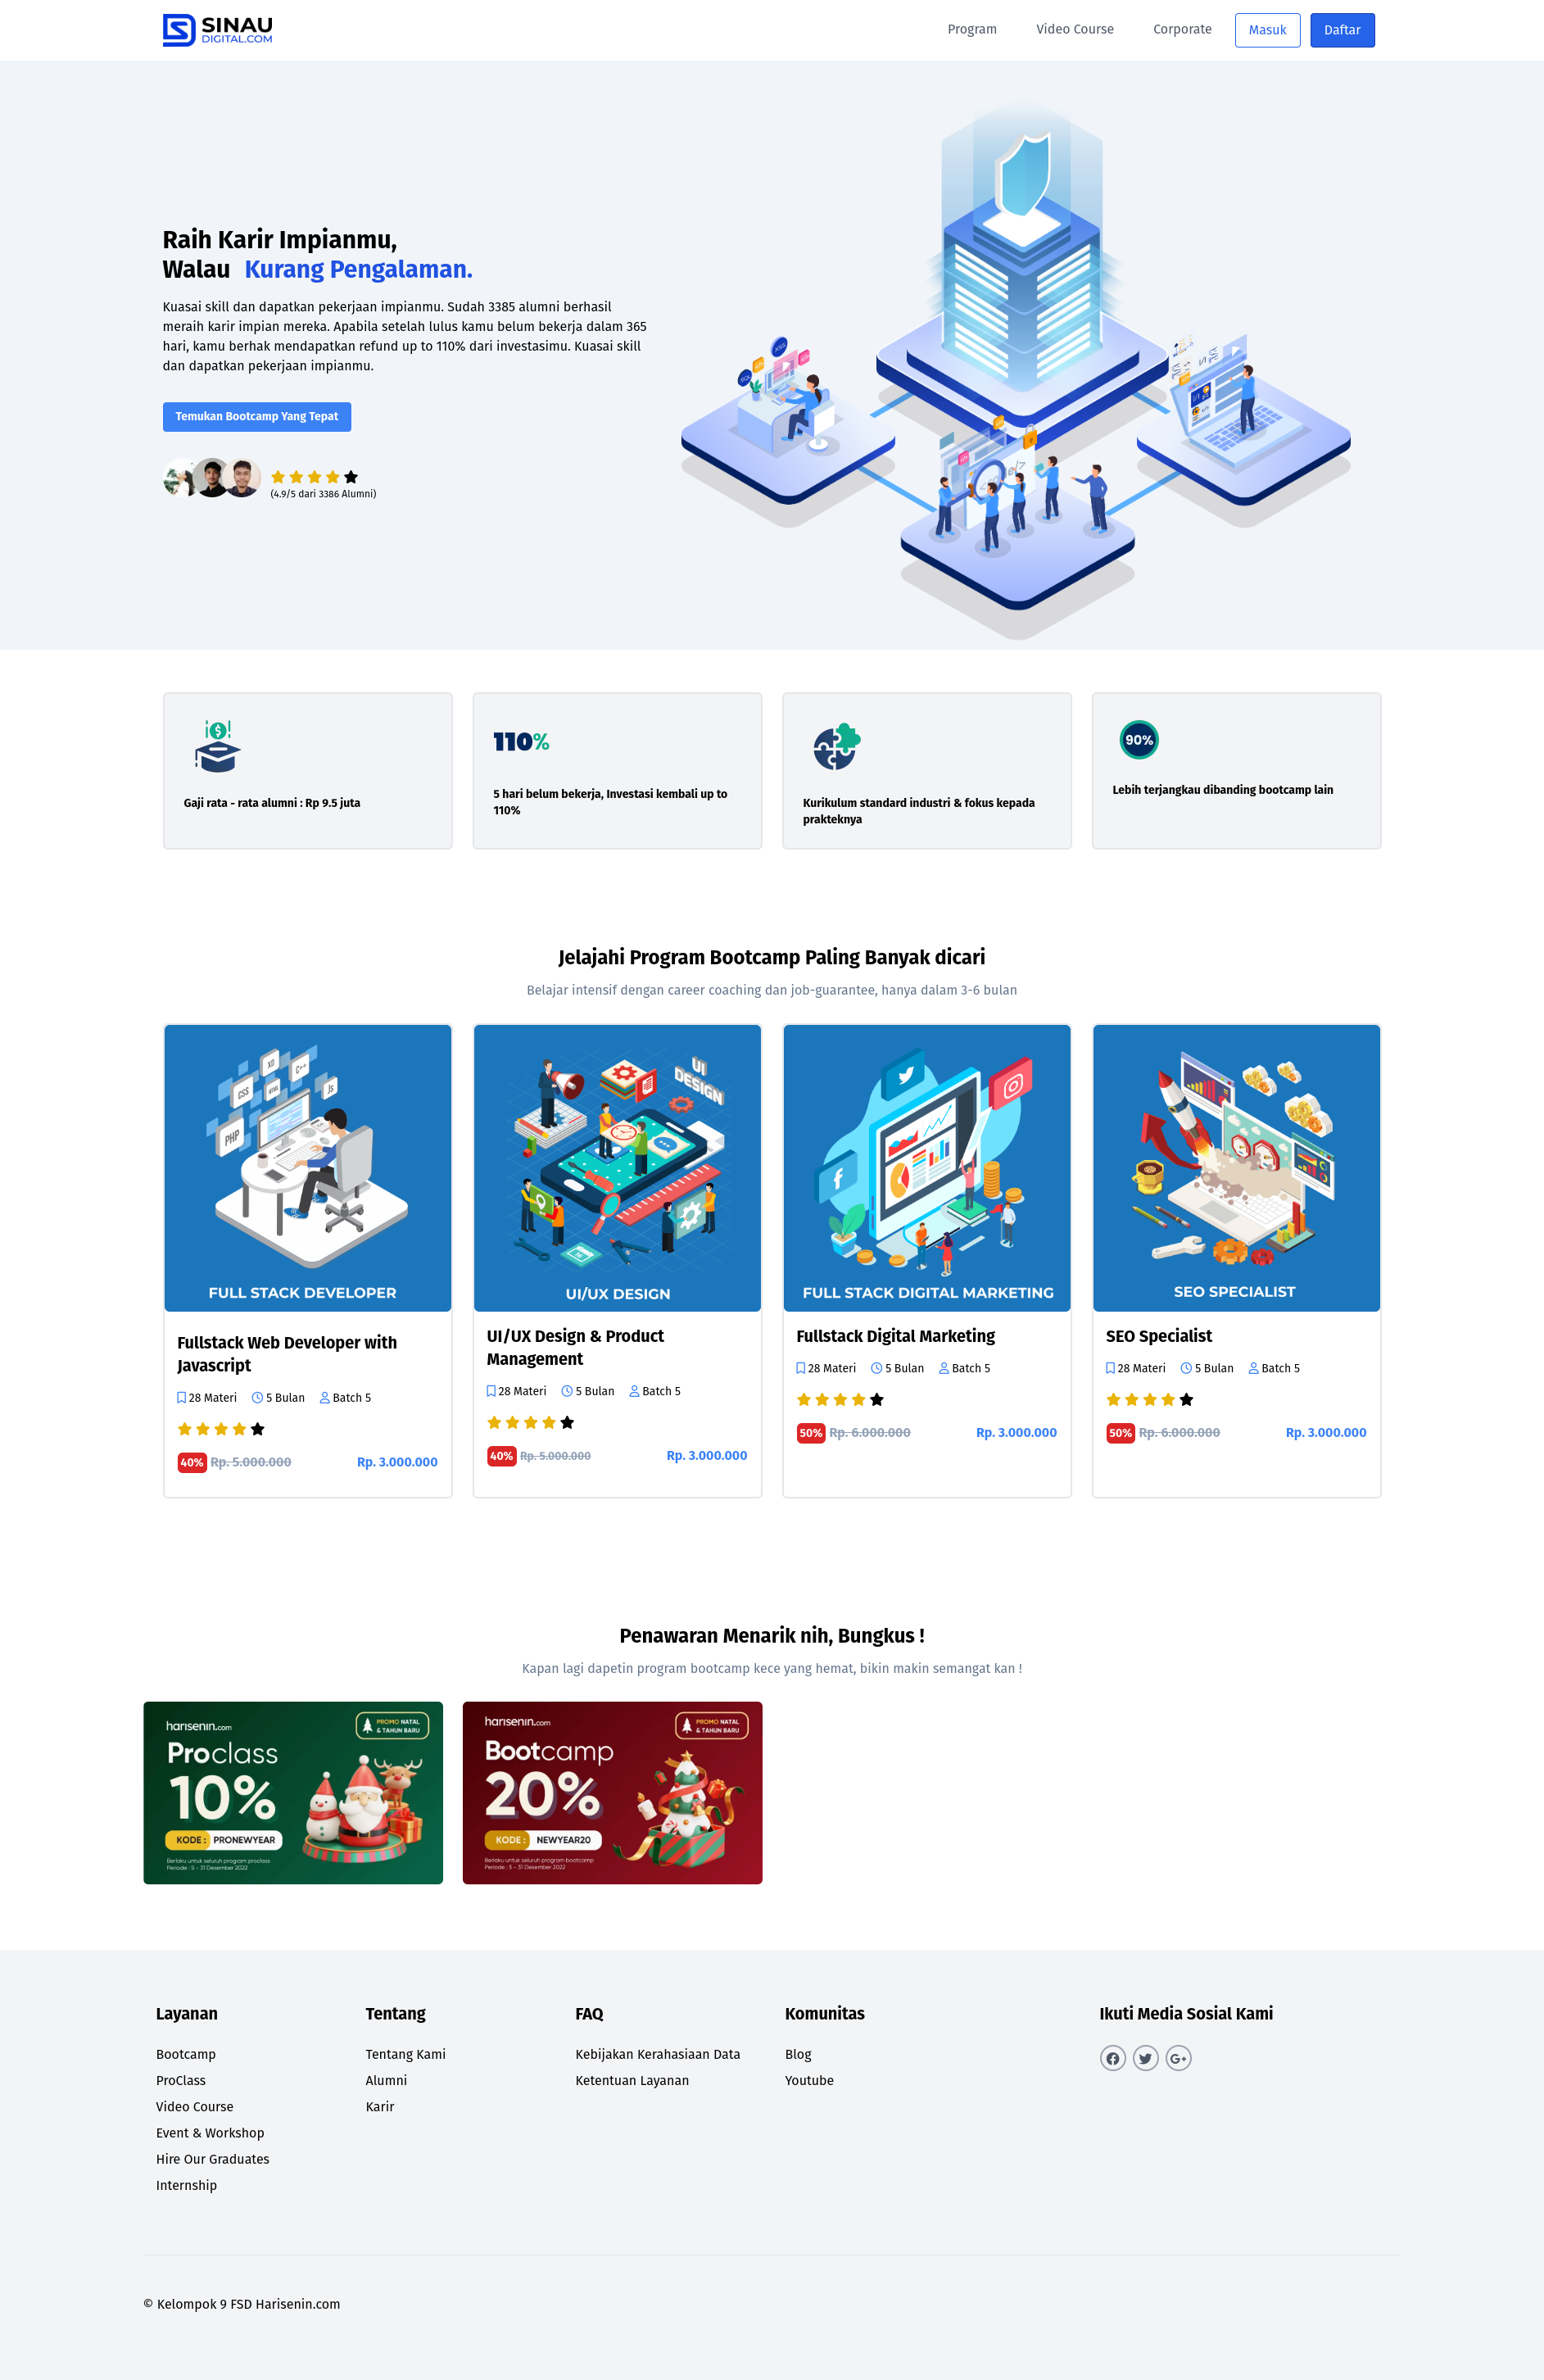 SINAU
DIGITAL.COM
Program
Video Course
Corporate
Masuk
Daftar
Raih Karir Impianmu,
Walau Kurang Pengalaman.
Kuasai skill dan dapatkan pekerjaan impianmu. Sudah 3385 alumni berhasil
meraih karir impian mereka. Apabila setelah lulus kamu belum bekerja dalam 365
hari, kamu berhak mendapatkan refund up to 110% dari investasimu. Kuasai skill
dan dapatkan pekerjaan impianmu.
Temukan Bootcamp Yang Tepat
(4.9/5 dari 3386 Alumni)
Gaji rata - rata alumni : Rp 9.5 juta
110%
5 hari belum bekerja, Investasi kembali up to
110%
Kurikulum standard industri & fokus kepada
prakteknya
90%
Lebih terjangkau dibanding bootcamp lain
Jelajahi Program Bootcamp Paling Banyak dicari
Belajar intensif dengan career coaching dan job-guarantee, hanya dalam 3-6 bulan
XD
C++
CSS
HTML
Js
PHP
FULL STACK DEVELOPER
Fullstack Web Developer with
Javascript
28 Materi
5 Bulan
Batch 5
40%
Rp. 5.000.000
Rp. 3.000.000
UI
DESIGN
UI/UX DESIGN
UI/UX Design & Product
Management
28 Materi
5 Bulan
Batch 5
40%
Rp. 5.000.000
Rp. 3.000.000
FULL STACK DIGITAL MARKETING
Fullstack Digital Marketing
28 Materi
5 Bulan
Batch 5
50%
Rp. 6.000.000
Rp. 3.000.000
SEO SPECIALIST
SEO Specialist
28 Materi
5 Bulan
Batch 5
50%
Rp. 6.000.000
Rp. 3.000.000
Penawaran Menarik nih, Bungkus !
Kapan lagi dapetin program bootcamp kece yang hemat, bikin makin semangat kan !
harisenin.com
PROMO NATAL
& TAHUN BARU
Proclass
10%
KODE : PRONEWYEAR
Berlaku untuk seluruh program proclass
Periode : 5 - 31 Desember 2022
harisenin.com
PROMO NATAL
& TAHUN BARU
Bootcamp
20%
KODE : NEWYEAR20
Berlaku untuk seluruh program bootcamp
Periode : 5 - 31 Desember 2022
Layanan
Bootcamp
ProClass
Video Course
Event & Workshop
Hire Our Graduates
Internship
Tentang
Tentang Kami
Alumni
Karir
FAQ
Kebijakan Kerahasiaan Data
Ketentuan Layanan
Komunitas
Blog
Youtube
Ikuti Media Sosial Kami
© Kelompok 9 FSD Harisenin.com